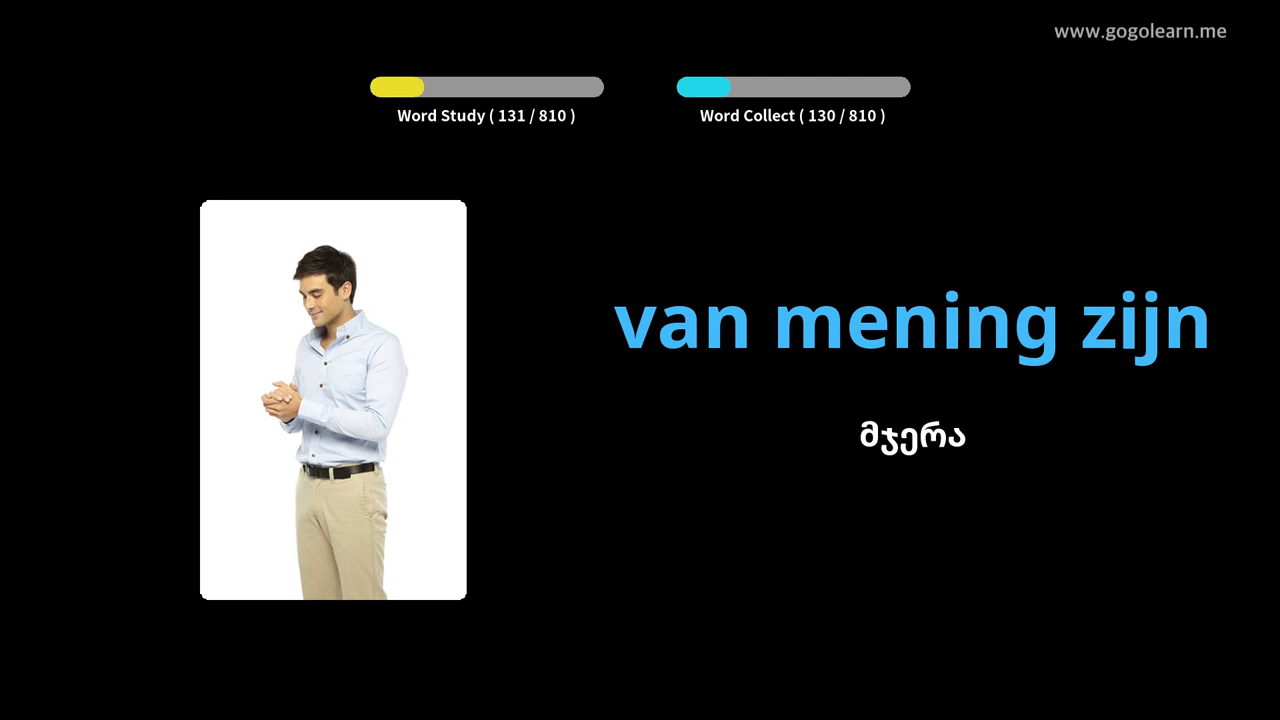 www.gogolearn.me
Word Study ( 131 / 810 )
Word Collect ( 130 / 810 )
van mening zijn
მჯერა